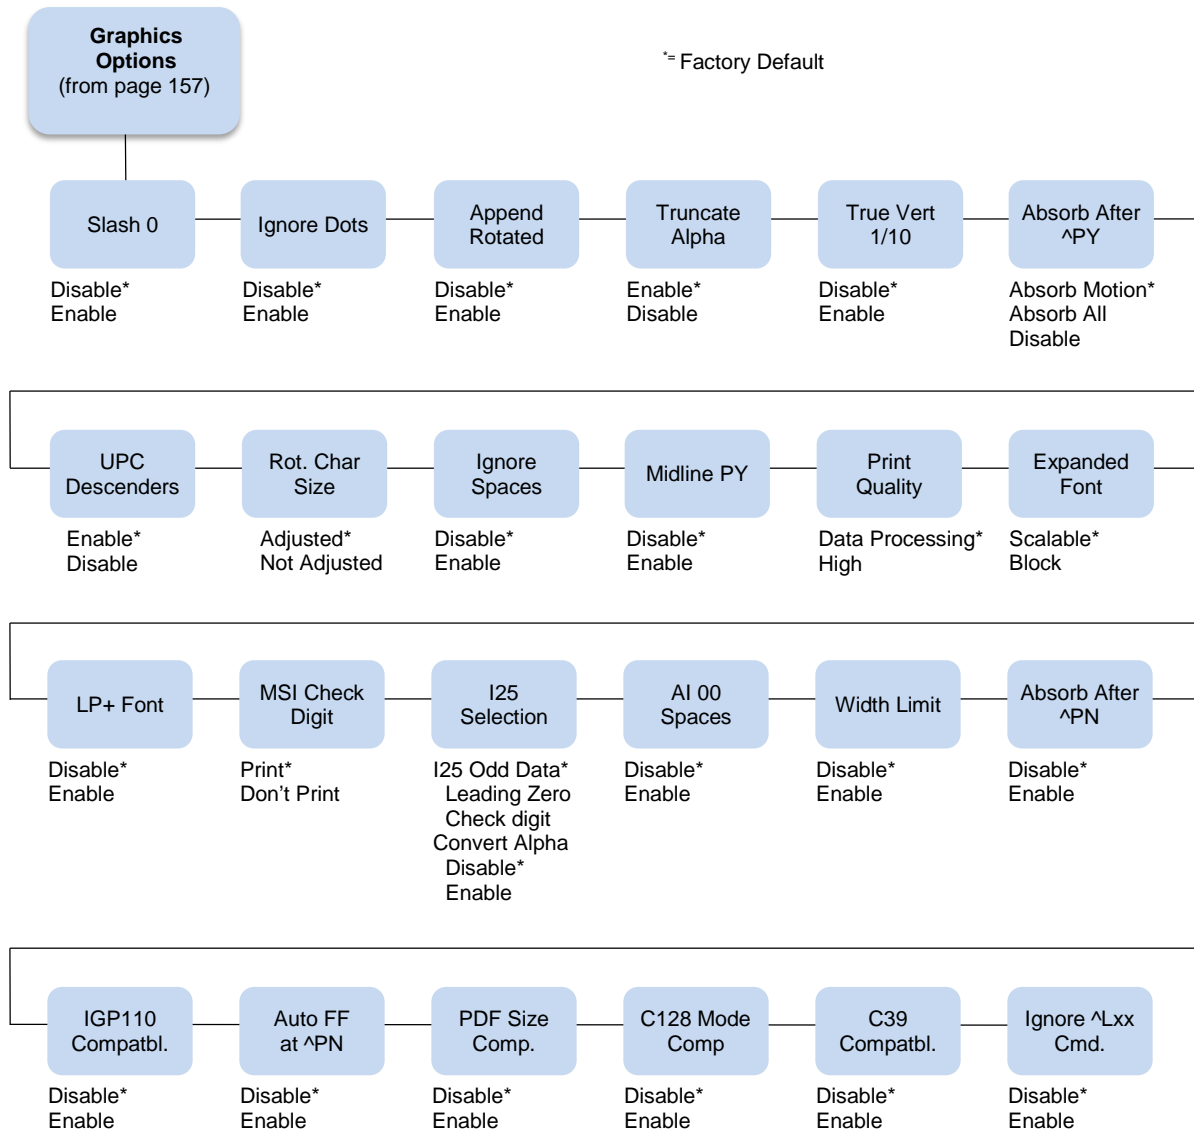 Graphics
Options
(from page 157)
*= Factory Default
Slash 0
Ignore Dots
Append
Rotated
Truncate
Alpha
True Vert
1/10
Absorb After
^PY
Disable*
Enable
Disable*
Enable
Disable*
Enable
Enable*
Disable
Disable*
Enable
Absorb Motion*
Absorb All
Disable
UPC
Descenders
Rot. Char
Size
Ignore
Spaces
Midline PY
Print
Quality
Expanded
Font
Enable*
Disable
Adjusted*
Not Adjusted
Disable*
Enable
Disable*
Enable
Data Processing*
High
Scalable*
Block
LP+ Font
MSI Check
Digit
I25
Selection
AI 00
Spaces
Width Limit
Absorb After
^PN
Disable*
Enable
Print*
Don’t Print
I25 Odd Data*
Leading Zero
Check digit
Convert Alpha
Disable*
Enable
Disable*
Enable
Disable*
Enable
Disable*
Enable
IGP110
Compatbl.
Auto FF
at ^PN
PDF Size
Comp.
C128 Mode
Comp
C39
Compatbl.
Ignore ^Lxx
Cmd.
Disable*
Enable
Disable*
Enable
Disable*
Enable
Disable*
Enable
Disable*
Enable
Disable*
Enable